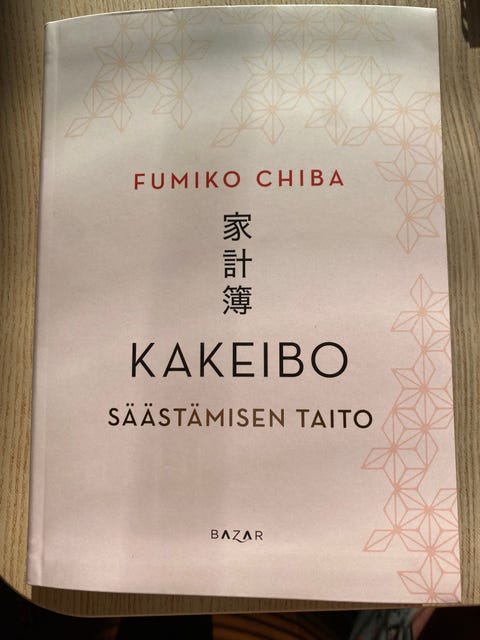 FUMIKO CHIBA
家
計
簿
KAKEIBO
SÄÄSTÄMISEN TAITO
BAZAR